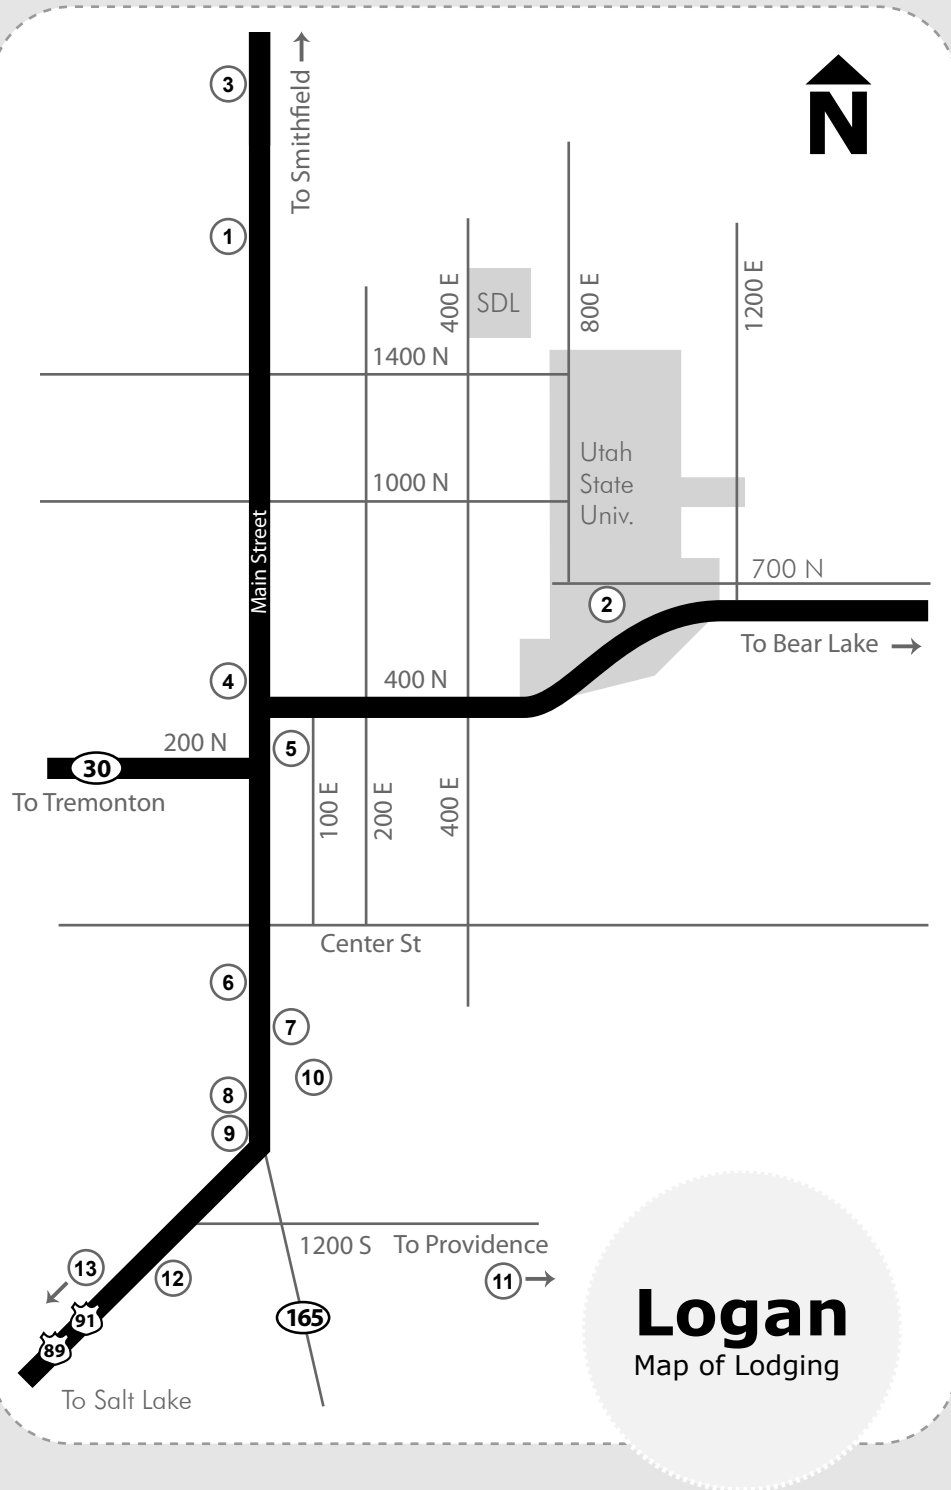 To Smithfield
3
N
1
400 E
SDL
800 E
1200 E
1400 N
Utah
State
Univ.
1000 N
Main Street
700 N
2
To Bear Lake
4
400 N
200 N
5
30
To Tremonton
100 E
200 E
400 E
Center St
6
7
10
8
9
1200 S To Providence
11
13
12
91
165
89
To Salt Lake
Logan
Map of Lodging